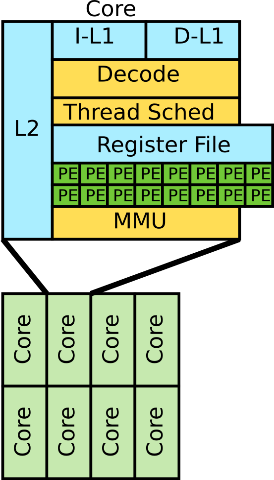 Core
I-L1 D-L1
Decode
L2
Thread Sched
Register File
PE PE PE PE PE PE PE PE
PE PE PE PE PE PE PE PE
MMU
Core Core Core Core
Core Core Core Core